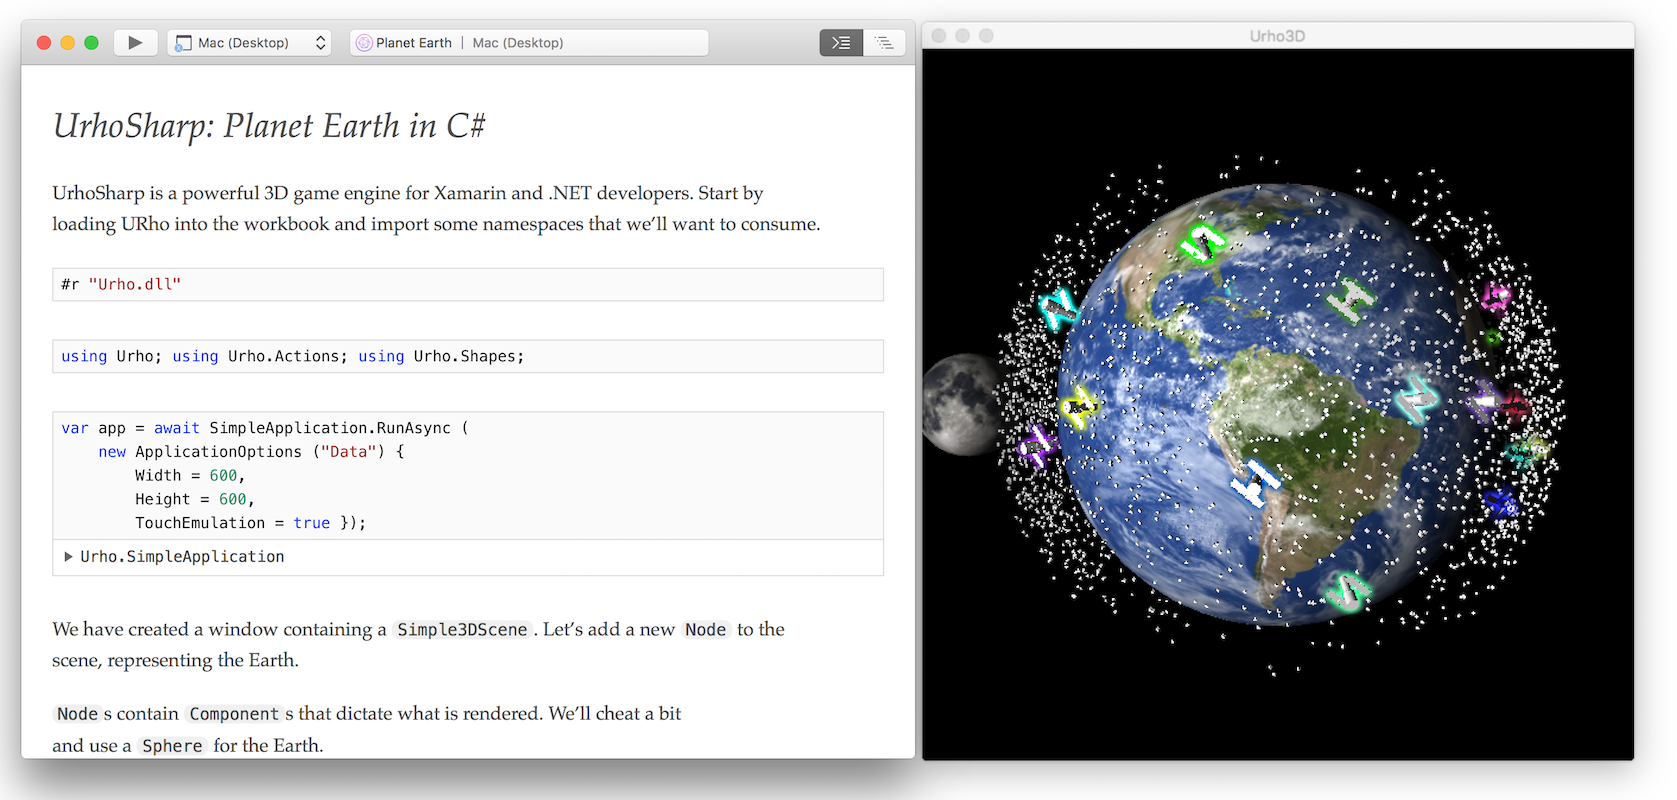 Mac (Desktop)
Planet Earth | Mac (Desktop)
UrhoSharp: Planet Earth in C#
UrhoSharp is a powerful 3D game engine for Xamarin and .NET developers. Start by
loading URho into the workbook and import some namespaces that we’ll want to consume.
#r "Urho.dll"
using Urho; using Urho.Actions; using Urho.Shapes;
var app = await SimpleApplication.RunAsync (
    new ApplicationOptions ("Data") {
        Width = 600,
        Height = 600,
        TouchEmulation = true });
Urho.SimpleApplication
We have created a window containing a Simple3DScene. Let’s add a new Node to the
scene, representing the Earth.
Nodes contain Components that dictate what is rendered. We’ll cheat a bit
and use a Sphere for the Earth.
Urho3D